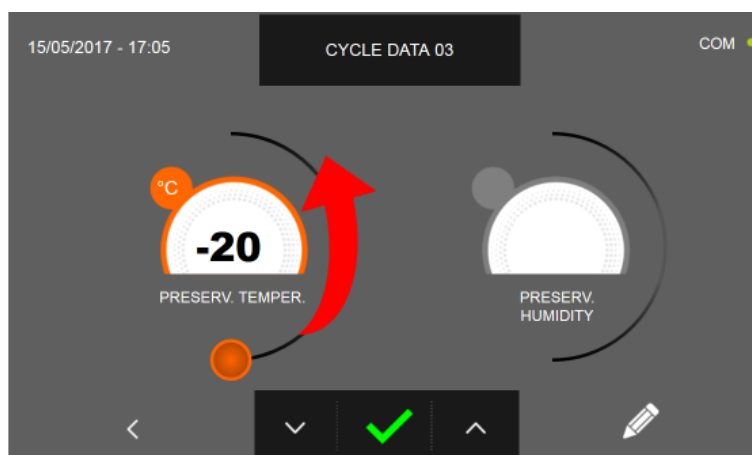 15/05/2017 - 17:05
CYCLE DATA 03
COM
°C
-20
PRESERV. TEMPER.
PRESERV.
HUMIDITY